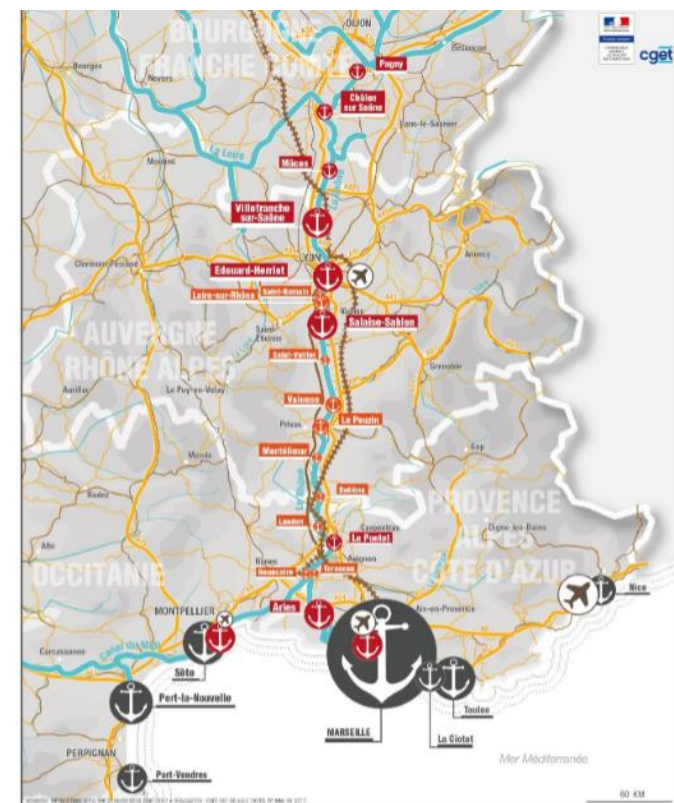 DIJON
BOURGOGNE
FRANCHE COMTÉ
cget
Besançon
Bourges
Nevers
Pagny
Châlon
sur Saône
Lons-le-Saunier
La Loire
Moulins
Mâcon
Villefranche
sur-Saône
LYON
Annecy
Clermont-Ferrand
Edouard-Herriot
Loire-sur-Rhône
Saint-Romain
Vienne
Salaise-Sablon
Saint-
Etienne
AUVERGNE
RHÔNE ALPES
Saint-Vallier
Grenoble
Aurillac
Le Puy-en-Velay
Valence
Le Pouzin
Privas
Montélimar
Mende
Gap
Rodez
Bollène
PROVENCE
ALPES
CÔTE D'AZUR
Laudun
Carpentras
Digne-les-Bains
Le Pontet
Avignon
Albi
OCCITANIE
Nîmes
Beaucaire
Tarascon
Nice
MONTPELLIER
Arles
Aix-en-Provence
Canal du Midi
Carcassonne
Sète
Port-la-Nouvelle
MARSEILLE
Toulon
La Ciotat
PERPIGNAN
Port-Vendres
Mer Méditerranée
60 KM